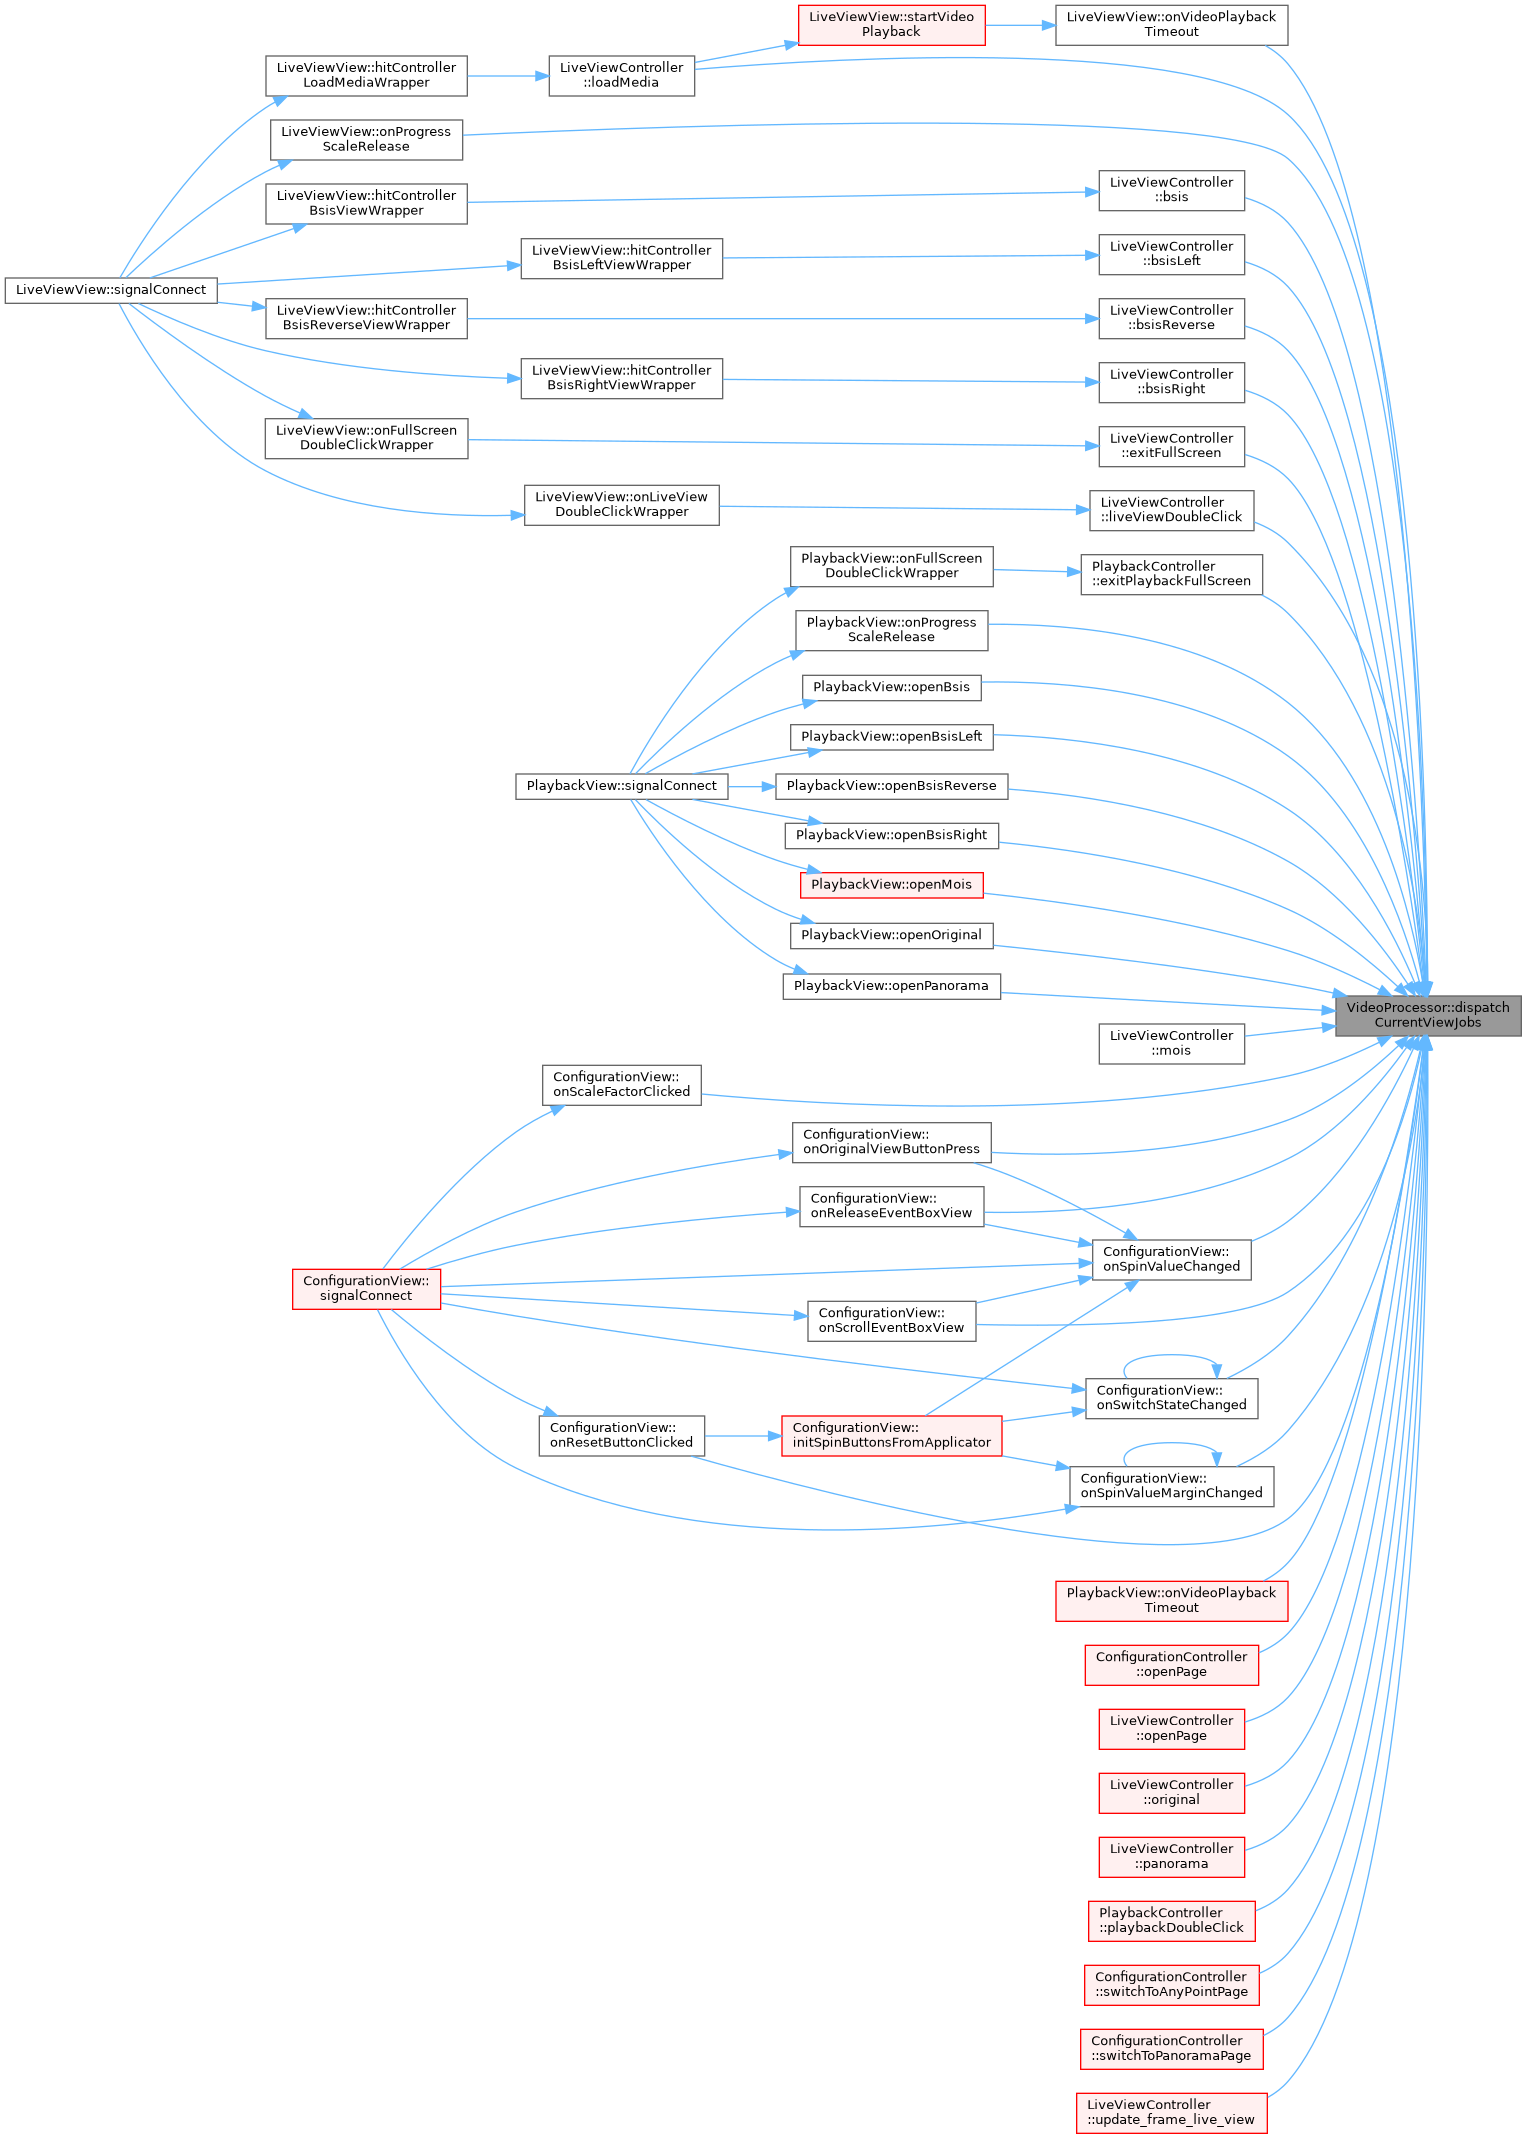 LiveViewView::startVideo
Playback
LiveViewView::onVideoPlayback
Timeout
LiveViewView::hitController
LoadMediaWrapper
LiveViewController
::loadMedia
LiveViewView::onProgress
ScaleRelease
LiveViewView::hitController
BsisViewWrapper
LiveViewController
::bsis
LiveViewView::hitController
BsisLeftViewWrapper
LiveViewController
::bsisLeft
LiveViewView::signalConnect
LiveViewView::hitController
BsisReverseViewWrapper
LiveViewController
::bsisReverse
LiveViewView::hitController
BsisRightViewWrapper
LiveViewController
::bsisRight
LiveViewView::onFullScreen
DoubleClickWrapper
LiveViewController
::exitFullScreen
LiveViewView::onLiveView
DoubleClickWrapper
LiveViewController
::liveViewDoubleClick
PlaybackView::onFullScreen
DoubleClickWrapper
PlaybackController
::exitPlaybackFullScreen
PlaybackView::onProgress
ScaleRelease
PlaybackView::openBsis
PlaybackView::openBsisLeft
PlaybackView::signalConnect
PlaybackView::openBsisReverse
PlaybackView::openBsisRight
PlaybackView::openMois
PlaybackView::openOriginal
PlaybackView::openPanorama
VideoProcessor::dispatch
CurrentViewJobs
LiveViewController
::mois
ConfigurationView::
onScaleFactorClicked
ConfigurationView::
onOriginalViewButtonPress
ConfigurationView::
onReleaseEventBoxView
ConfigurationView::
onSpinValueChanged
ConfigurationView::
signalConnect
ConfigurationView::
onScrollEventBoxView
ConfigurationView::
onSwitchStateChanged
ConfigurationView::
onResetButtonClicked
ConfigurationView::
initSpinButtonsFromApplicator
ConfigurationView::
onSpinValueMarginChanged
PlaybackView::onVideoPlayback
Timeout
ConfigurationController
::openPage
LiveViewController
::openPage
LiveViewController
::original
LiveViewController
::panorama
PlaybackController
::playbackDoubleClick
ConfigurationController
::switchToAnyPointPage
ConfigurationController
::switchToPanoramaPage
LiveViewController
::update_frame_live_view